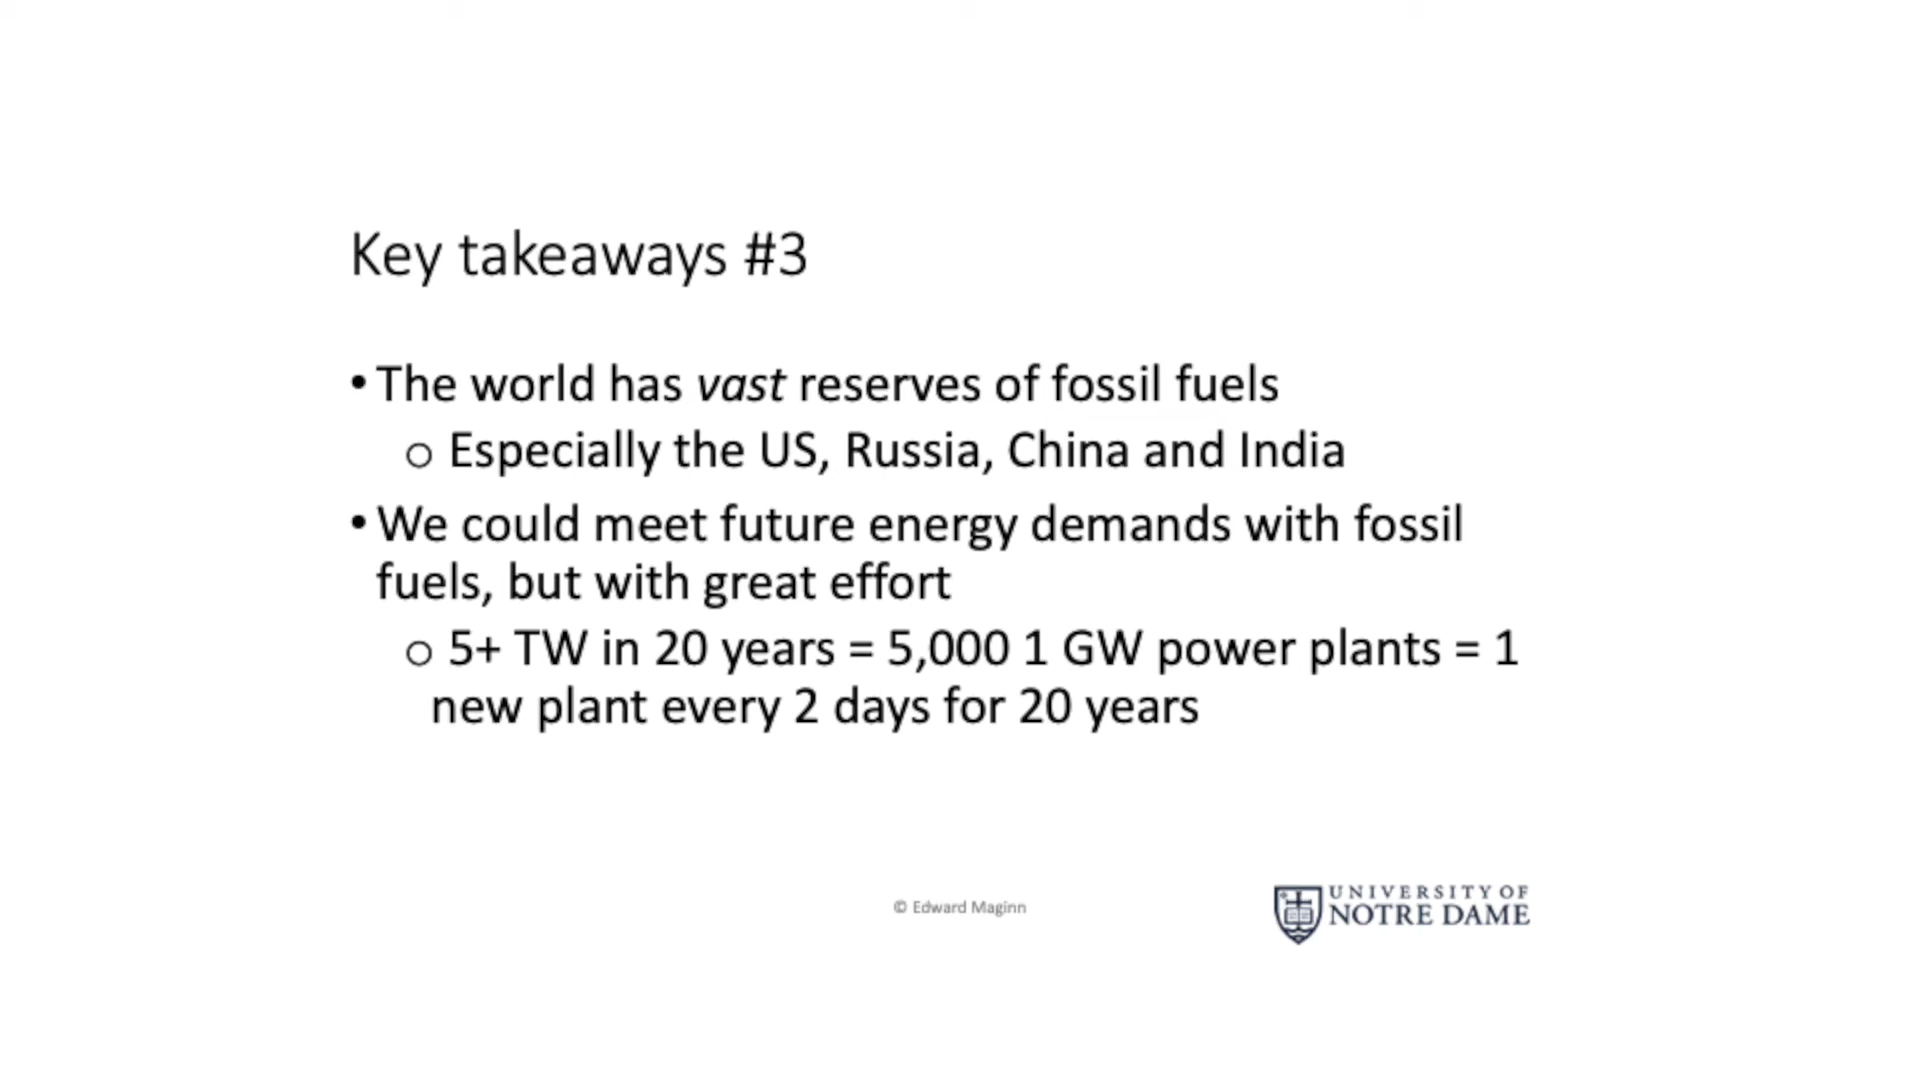 Key takeaways #3
• The world has vast reserves of fossil fuels
o Especially the US, Russia, China and India
• We could meet future energy demands with fossil
fuels, but with great effort
o 5+ TW in 20 years = 5,000 1 GW power plants = 1
new plant every 2 days for 20 years
© Edward Maginn
UNIVERSITY OF
NOTRE DAME